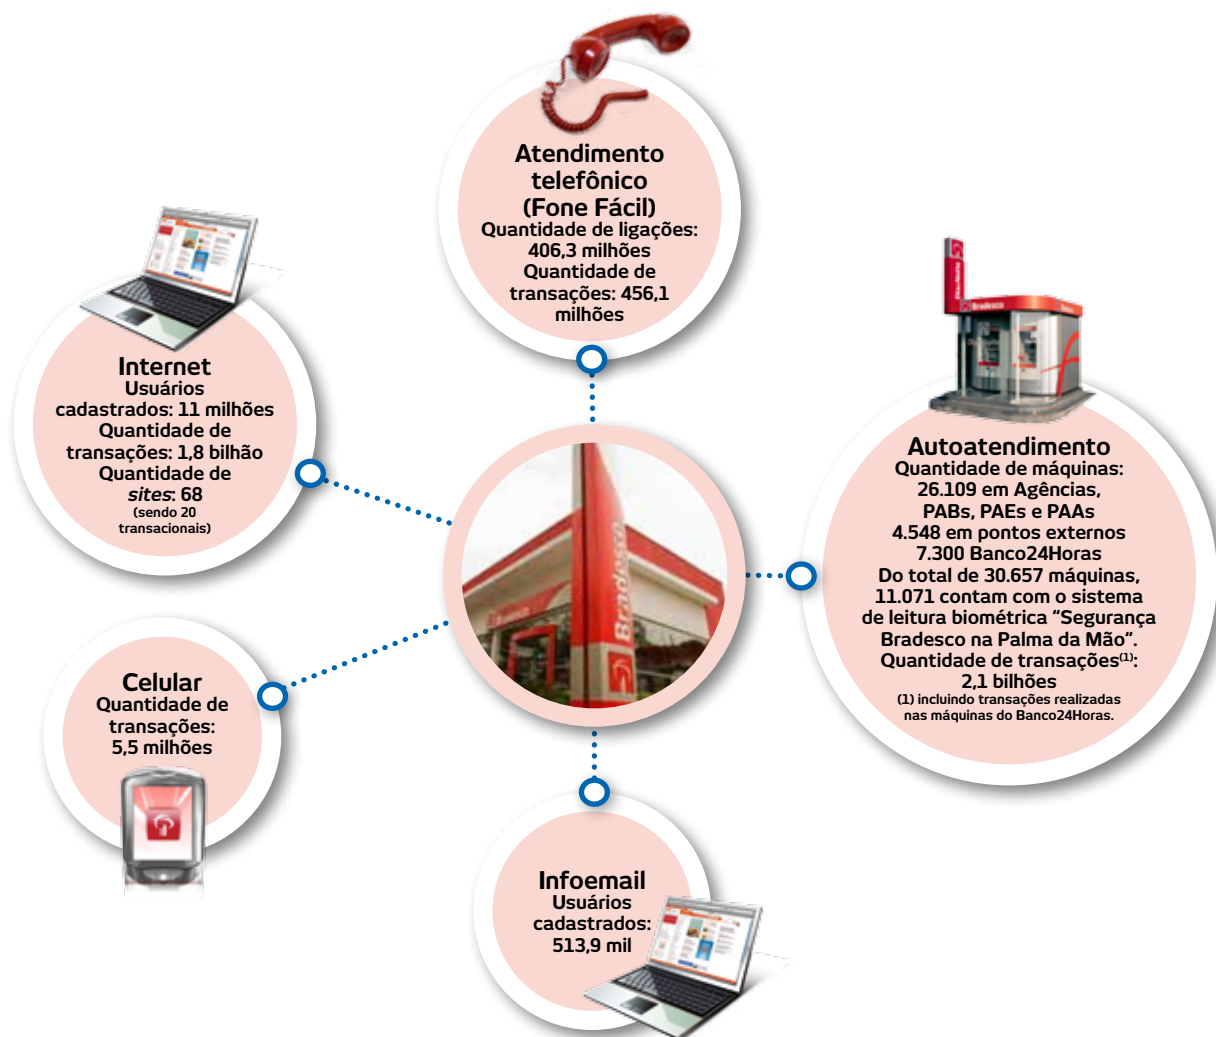 Atendimento
telefônico
(Fone Fácil)
Quantidade de ligações:
406,3 milhões
Quantidade de
transações: 456,1
milhões
Internet
Usuários
cadastrados: 11 milhões
Quantidade de
transações: 1,8 bilhão
Quantidade de
sites: 68
(sendo 20
transacionais)
Bradesco
Autoatendimento
Quantidade de máquinas:
26.109 em Agências,
PABs, PAEs e PAAs
4.548 em pontos externos
7.300 Banco24Horas
Do total de 30.657 máquinas,
11.071 contam com o sistema
de leitura biométrica “Segurança
Bradesco na Palma da Mão“.
Quantidade de transações(1):
2,1 bilhões
(1) incluindo transações realizadas
nas máquinas do Banco24Horas.
Bradesco
Bradesco
Celular
Quantidade de
transações:
5,5 milhões
Infoemail
Usuários
cadastrados:
513,9 mil